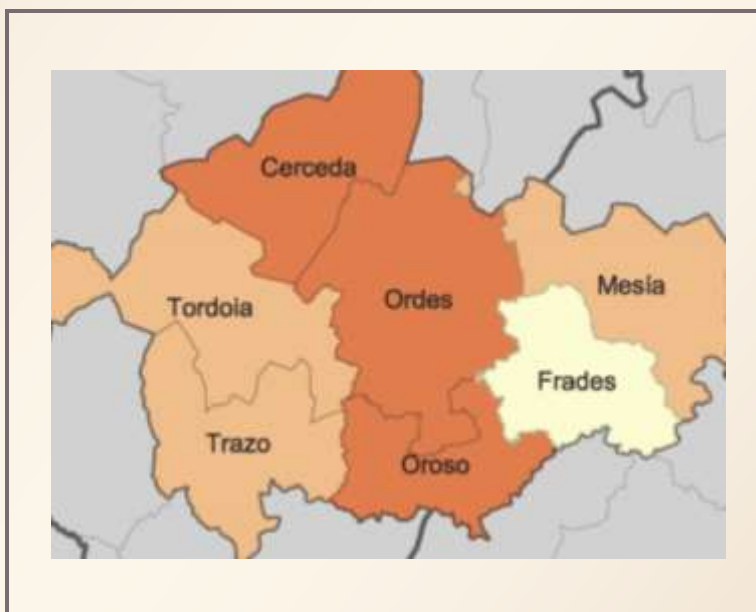 Cerceda
Mesía
Ordes
Tordoia
Frades
Trazo
Oroso